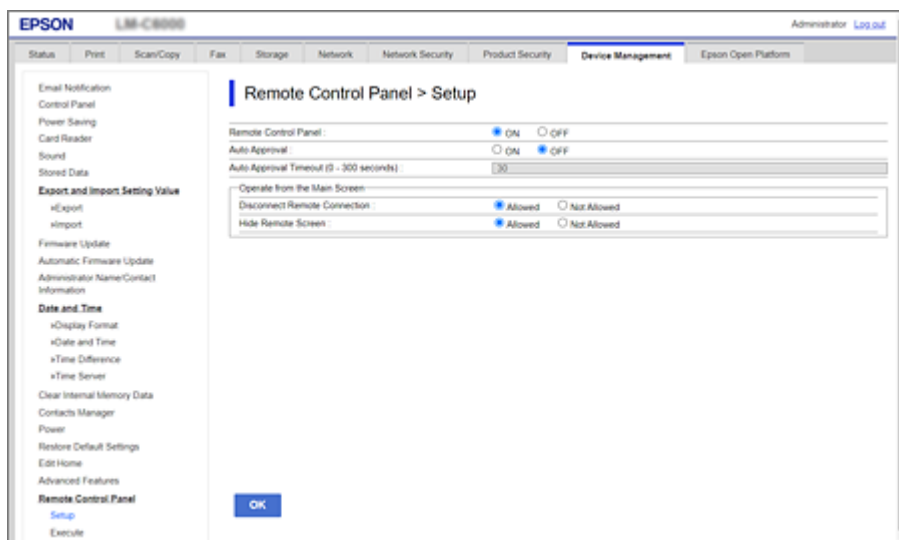 EPSON
Administrator Log out
Status Print Scan/Copy Fax Storage Network Network Security Product Security Device Management Epson Open Platform
Email Notification
Control Panel
Power Saving
Card Reader
Sound
Stored Data
Export and Import Setting Value
»Export
»Import
Firmware Update
Automatic Firmware Update
Administrator Name/Contact
Information
Date and Time
»Display Format
»Date and Time
»Time Difference
»Time Server
Clear Internal Memory Data
Contacts Manager
Power
Restore Default Settings
Edit Home
Advanced Features
Remote Control Panel
Setup
Execute
Remote Control Panel > Setup
Remote Control Panel : ON OFF
Auto Approval : ON OFF
Auto Approval Timeout (0 - 300 seconds) : 30
Operate from the Main Screen
Disconnect Remote Connection : Allowed Not Allowed
Hide Remote Screen : Allowed Not Allowed
OK